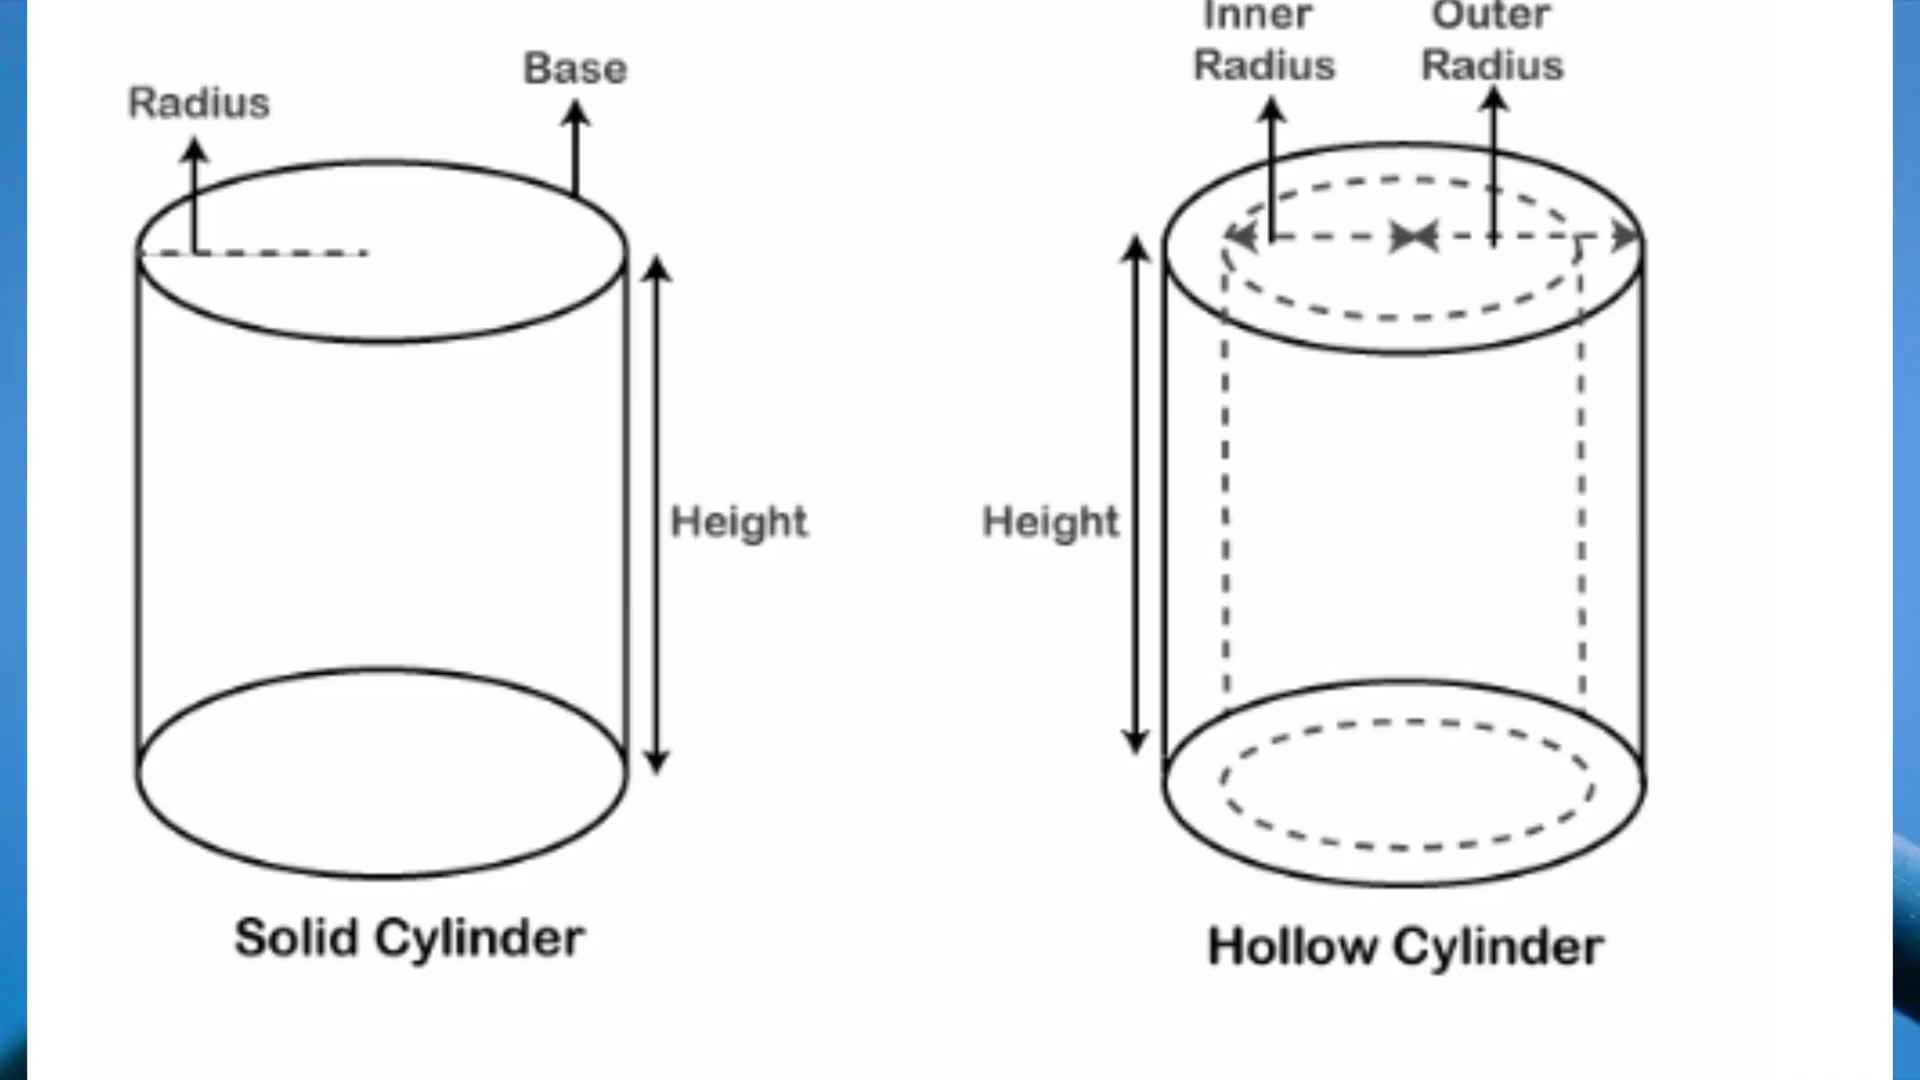 Radius
Base
Height
Solid Cylinder
Inner
Radius
Outer
Radius
Height
Hollow Cylinder